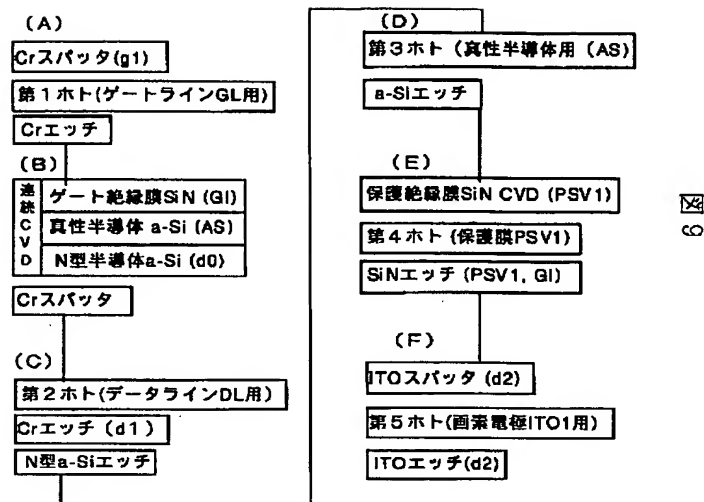 (A)
Crスパッタ(g1)
第1ホト(ゲートラインGL用)
Crエッチ
(B)
連続CVD
ゲート絶縁膜SiN (GI)
真性半導体 a-Si (AS)
N型半導体a-Si (d0)
Crスパッタ
(C)
第2ホト(データラインDL用)
Crエッチ (d1)
N型a-Siエッチ
(D)
第3ホト (真性半導体用 (AS)
a-Siエッチ
(E)
保護絶縁膜SiN CVD (PSV1)
第4ホト (保護膜PSV1)
SiNエッチ (PSV1, GI)
(F)
ITOスパッタ (d2)
第5ホト(画素電極ITO1用)
ITOエッチ(d2)
図9